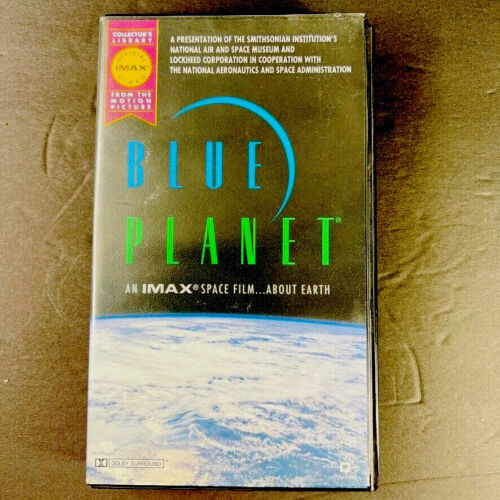 COLLECTOR'S
LIBRARY
OFFICIAL
IMAX®
VIDEO
FROM THE
MOTION
PICTURE
A PRESENTATION OF THE SMITHSONIAN INSTITUTION'S
NATIONAL AIR AND SPACE MUSEUM AND
LOCKHEED CORPORATION IN COOPERATION WITH
THE NATIONAL AERONAUTICS AND SPACE ADMINISTRATION
BLUE
PLANET®
AN IMAX® SPACE FILM...ABOUT EARTH
DOLBY SURROUND